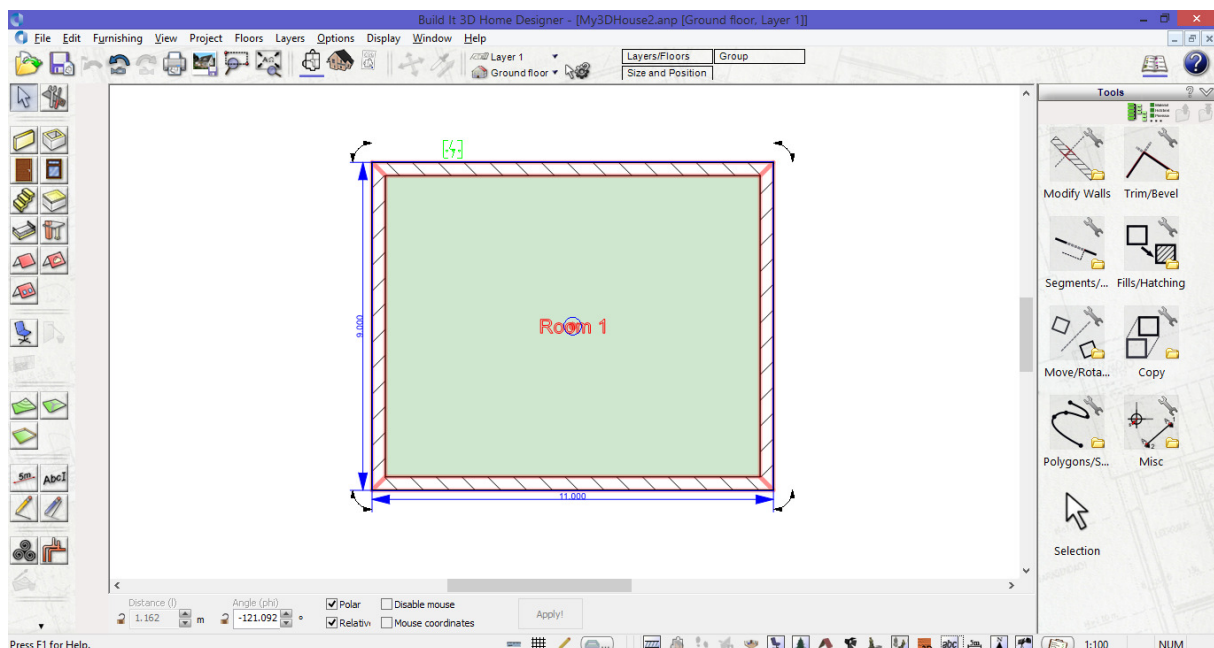 Build It 3D Home Designer - [My3DHouse2.anp [Ground floor, Layer 1]]
File Edit Furnishing View Project Floors Layers Options Display Window Help
Layer 1
Ground floor
Layers/Floors Group
Size and Position
Tools
Modify Walls Trim/Bevel
Segments/... Fills/Hatching
Move/Rota... Copy
Polygons/S... Misc
Selection
Room 1
9.000
11.000
5m
AbcI
Distance (l) Angle (phi)
1.162 m -121.092 °
Polar Disable mouse
Relativ Mouse coordinates
Apply!
Press F1 for Help.
abc 1:100 NUM